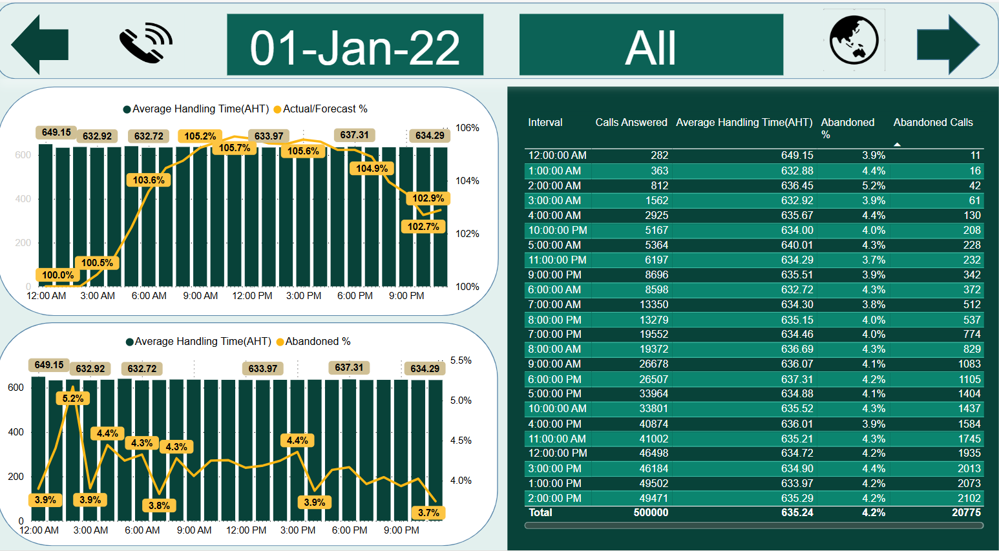 01-Jan-22
All
Average Handling Time(AHT) Actual/Forecast %
649.15 632.92 632.72 105.2% 633.97 637.31 634.29
105.7% 105.6%
104.9%
103.6%
102.9%
102.7%
100.5%
100.0%
106%
104%
102%
100%
600
400
200
0
12:00 AM 3:00 AM 6:00 AM 9:00 AM 12:00 PM 3:00 PM 6:00 PM 9:00 PM
Average Handling Time(AHT) Abandoned %
649.15 632.92 632.72 633.97 637.31 634.29
5.2%
4.4% 4.3% 4.3% 4.4%
3.9% 3.9% 3.8% 3.9% 3.7%
5.5%
5.0%
4.5%
4.0%
600
400
200
0
12:00 AM 3:00 AM 6:00 AM 9:00 AM 12:00 PM 3:00 PM 6:00 PM 9:00 PM
Interval Calls Answered Average Handling Time(AHT) Abandoned % Abandoned Calls
12:00:00 AM 282 649.15 3.9% 11
1:00:00 AM 363 632.88 4.4% 16
2:00:00 AM 812 636.45 5.2% 42
3:00:00 AM 1562 632.92 3.9% 61
4:00:00 AM 2925 635.67 4.4% 130
10:00:00 PM 5167 634.00 4.0% 208
5:00:00 AM 5364 640.01 4.3% 228
11:00:00 PM 6197 634.29 3.7% 232
9:00:00 PM 8696 635.51 3.9% 342
6:00:00 AM 8598 632.72 4.3% 372
7:00:00 AM 13350 634.30 3.8% 512
8:00:00 PM 13279 635.15 4.0% 537
7:00:00 PM 19552 634.46 4.0% 774
8:00:00 AM 19372 636.69 4.3% 829
9:00:00 AM 26678 636.07 4.1% 1083
6:00:00 PM 26507 637.31 4.2% 1105
5:00:00 PM 33964 634.88 4.1% 1404
10:00:00 AM 33801 635.52 4.3% 1437
4:00:00 PM 40874 636.01 3.9% 1584
11:00:00 AM 41002 635.21 4.3% 1745
12:00:00 PM 46498 634.72 4.2% 1935
3:00:00 PM 46184 634.90 4.4% 2013
1:00:00 PM 49502 633.97 4.2% 2073
2:00:00 PM 49471 635.29 4.2% 2102
Total 500000 635.24 4.2% 20775